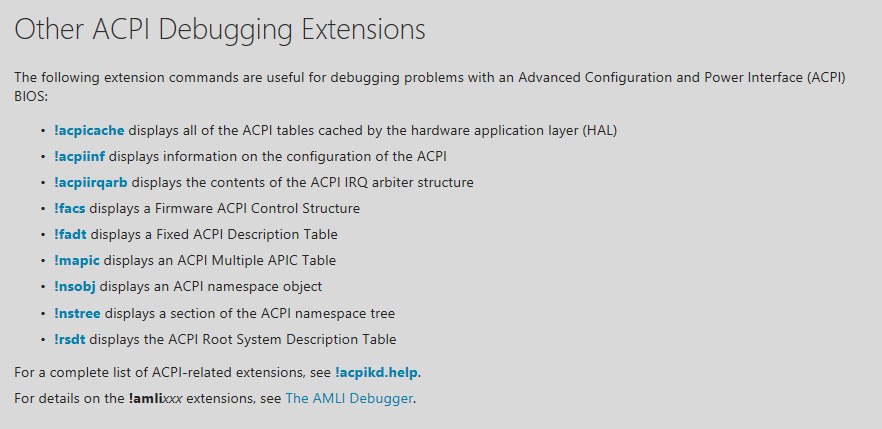 Other ACPI Debugging Extensions
The following extension commands are useful for debugging problems with an Advanced Configuration and Power Interface (ACPI)
BIOS:
• !acpicache displays all of the ACPI tables cached by the hardware application layer (HAL)
• !acpiinf displays information on the configuration of the ACPI
• !acpiirqarb displays the contents of the ACPI IRQ arbiter structure
• !facs displays a Firmware ACPI Control Structure
• !fadt displays a Fixed ACPI Description Table
• !mapic displays an ACPI Multiple APIC Table
• !nsobj displays an ACPI namespace object
• !nstree displays a section of the ACPI namespace tree
• !rsdt displays the ACPI Root System Description Table
For a complete list of ACPI-related extensions, see !acpikd.help.
For details on the !amlixxx extensions, see The AMLI Debugger.